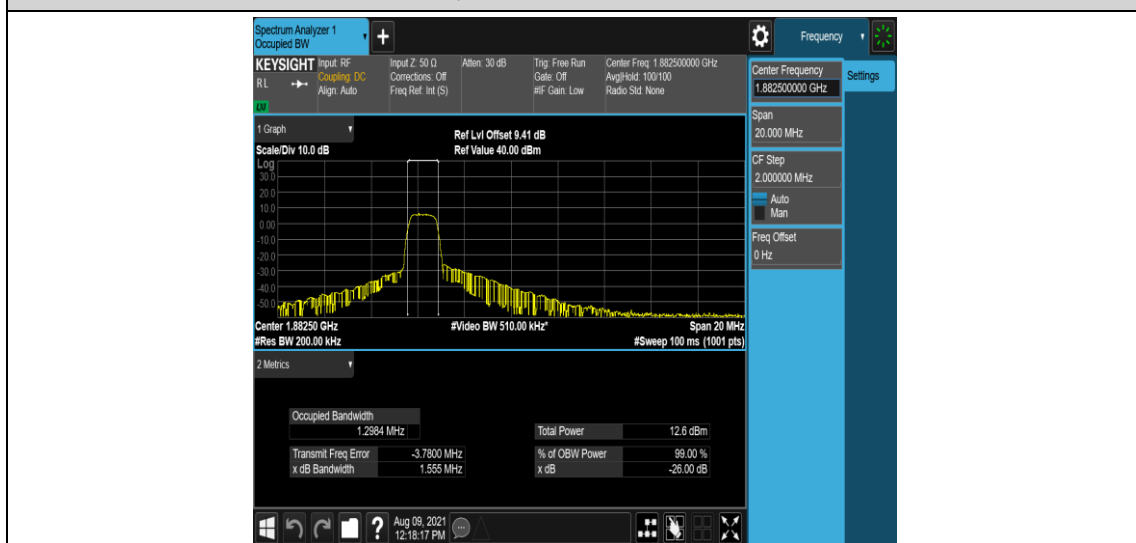 Spectrum Analyzer 1
Occupied BW
Frequency
KEYSIGHT
RL
Input: RF
Coupling: DC
Align: Auto
Input Z: 50 Ω
Corrections: Off
Freq Ref: Int (S)
Atten: 30 dB
Trig: Free Run
Gate: Off
#IF Gain: Low
Center Freq: 1.882500000 GHz
Avg|Hold: 100/100
Radio Std: None
Center Frequency
1.882500000 GHz
Settings
Span
20.000 MHz
CF Step
2.000000 MHz
Auto
Man
Freq Offset
0 Hz
1 Graph
Ref Lvl Offset 9.41 dB
Scale/Div 10.0 dB
Ref Value 40.00 dBm
Log
30.0
20.0
10.0
0.00
-10.0
-20.0
-30.0
-40.0
-50.0
Center 1.88250 GHz
#Video BW 510.00 kHz*
Span 20 MHz
#Res BW 200.00 kHz
#Sweep 100 ms (1001 pts)
2 Metrics
Occupied Bandwidth
1.2984 MHz
Total Power 12.6 dBm
Transmit Freq Error -3.7800 MHz
% of OBW Power 99.00 %
x dB Bandwidth 1.555 MHz
x dB -26.00 dB
Aug 09, 2021
12:18:17 PM